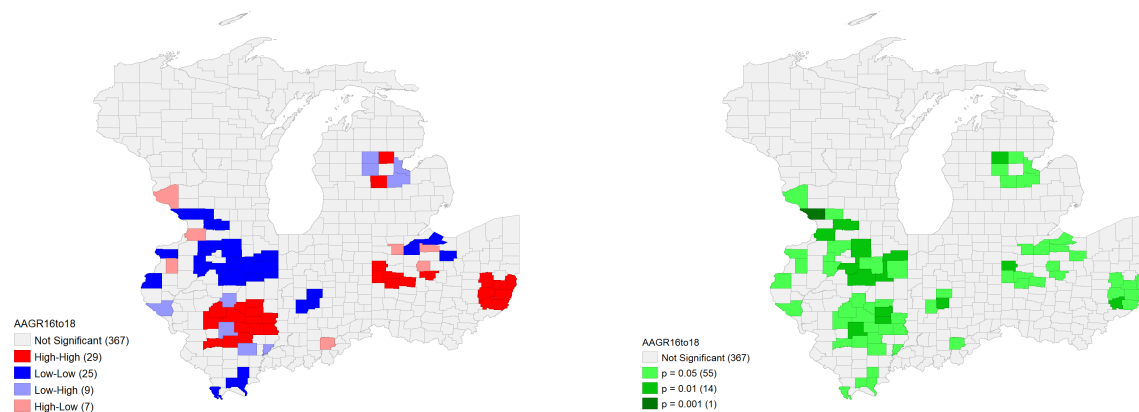 AAGR16to18
Not Significant (367)
High-High (29)
Low-Low (25)
Low-High (9)
High-Low (7)
AAGR16to18
Not Significant (367)
p = 0.05 (55)
p = 0.01 (14)
p = 0.001 (1)